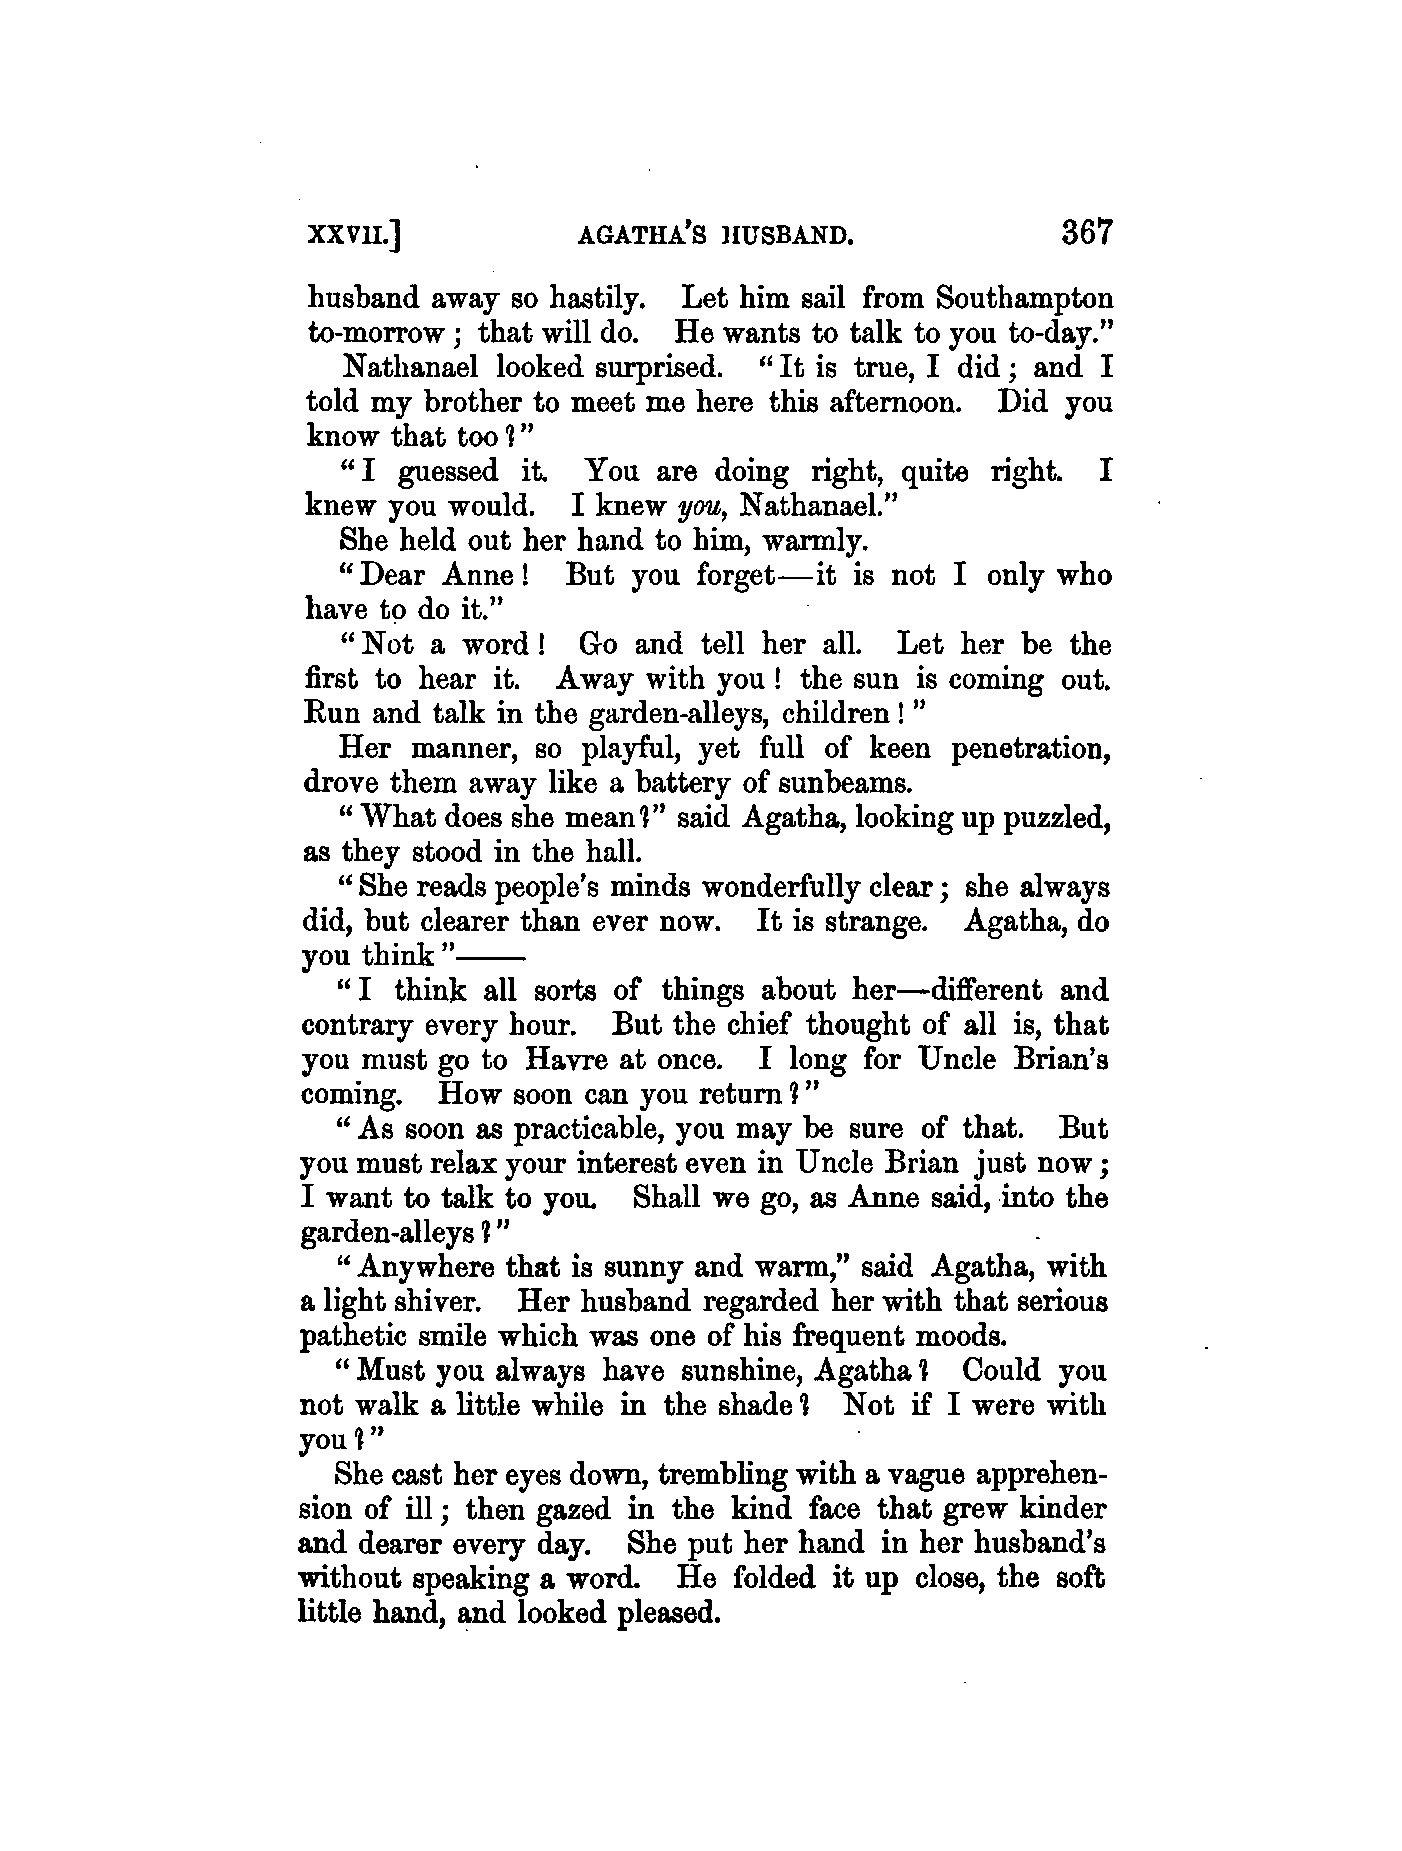 XXVII.] AGATHA'S HUSBAND. 367
husband away so hastily. Let him sail from Southampton
to-morrow; that will do. He wants to talk to you to-day."
Nathanael looked surprised. "It is true, I did; and I
told my brother to meet me here this afternoon. Did you
know that too?"
"I guessed it. You are doing right, quite right. I
knew you would. I knew you, Nathanael."
She held out her hand to him, warmly.
"Dear Anne! But you forget—it is not I only who
have to do it."
"Not a word! Go and tell her all. Let her be the
first to hear it. Away with you! the sun is coming out.
Run and talk in the garden-alleys, children!"
Her manner, so playful, yet full of keen penetration,
drove them away like a battery of sunbeams.
"What does she mean?" said Agatha, looking up puzzled,
as they stood in the hall.
"She reads people's minds wonderfully clear; she always
did, but clearer than ever now. It is strange. Agatha, do
you think"——
"I think all sorts of things about her—different and
contrary every hour. But the chief thought of all is, that
you must go to Havre at once. I long for Uncle Brian's
coming. How soon can you return?"
"As soon as practicable, you may be sure of that. But
you must relax your interest even in Uncle Brian just now;
I want to talk to you. Shall we go, as Anne said, into the
garden-alleys?"
"Anywhere that is sunny and warm," said Agatha, with
a light shiver. Her husband regarded her with that serious
pathetic smile which was one of his frequent moods.
"Must you always have sunshine, Agatha? Could you
not walk a little while in the shade? Not if I were with
you?"
She cast her eyes down, trembling with a vague apprehen-
sion of ill; then gazed in the kind face that grew kinder
and dearer every day. She put her hand in her husband's
without speaking a word. He folded it up close, the soft
little hand, and looked pleased.